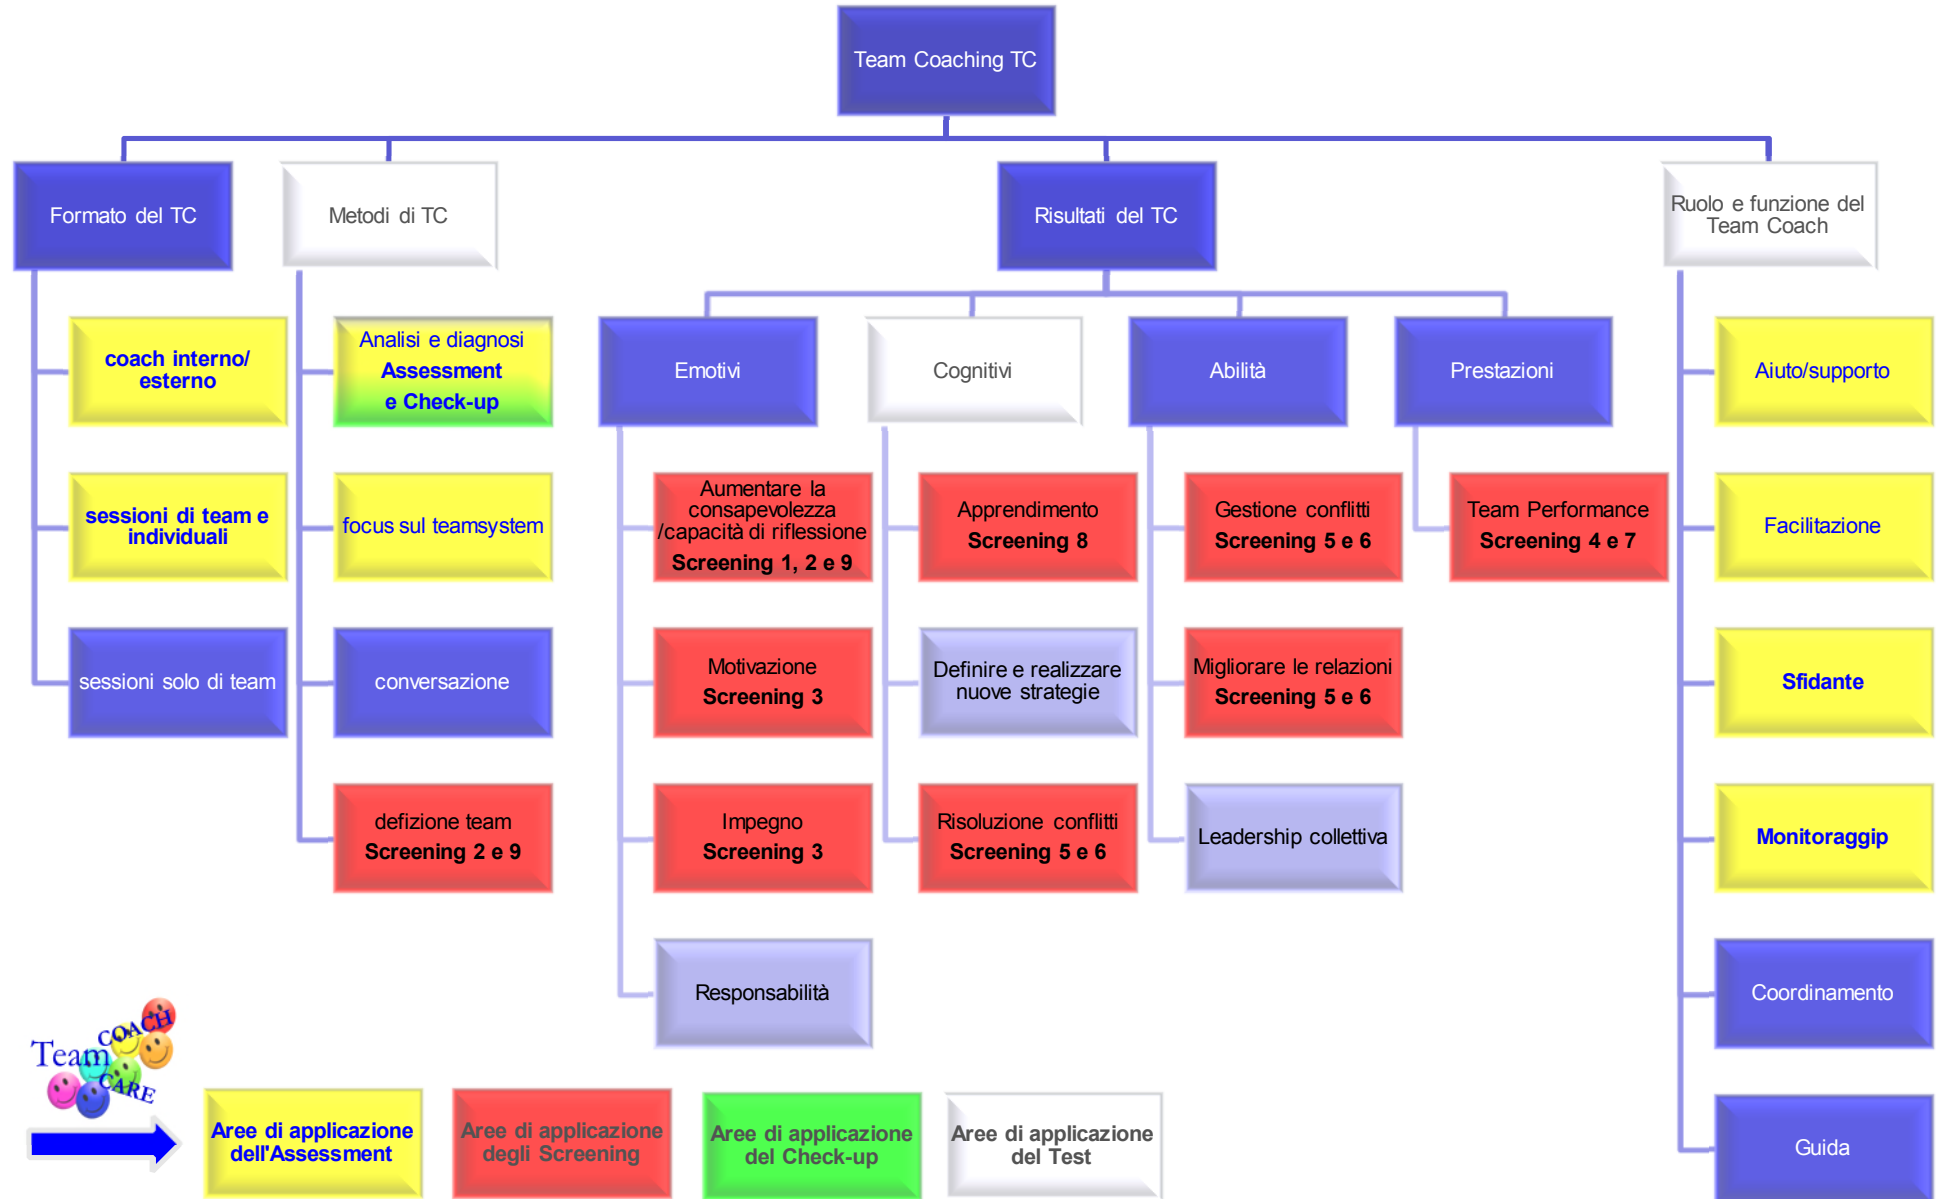 Team Coaching TC
Formato del TC
Metodi di TC
Risultati del TC
Ruolo e funzione del
Team Coach
coach interno/
esterno
Analisi e diagnosi
Assessment
e Check-up
Emotivi
Cognitivi
Abilità
Prestazioni
Aiuto/supporto
sessioni di team e
individuali
focus sul teamsystem
Aumentare la
consapevolezza
/capacità di riflessione
Screening 1, 2 e 9
Apprendimento
Screening 8
Gestione conflitti
Screening 5 e 6
Team Performance
Screening 4 e 7
Facilitazione
sessioni solo di team
conversazione
Motivazione
Screening 3
Definire e realizzare
nuove strategie
Migliorare le relazioni
Screening 5 e 6
Sfidante
defizione team
Screening 2 e 9
Impegno
Screening 3
Risoluzione conflitti
Screening 5 e 6
Leadership collettiva
Monitoraggip
Responsabilità
Coordinamento
Guida
Team COACH
CARE
Aree di applicazione
dell'Assessment
Aree di applicazione
degli Screening
Aree di applicazione
del Check-up
Aree di applicazione
del Test